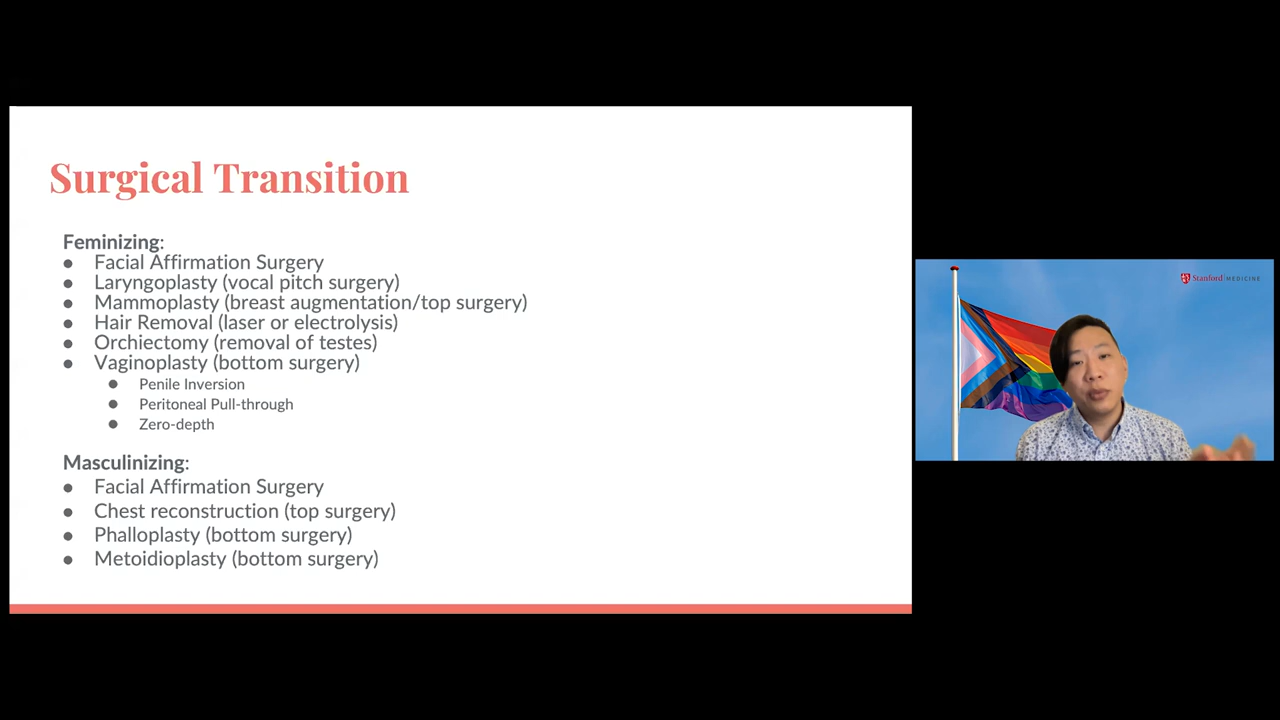 Surgical Transition
Feminizing:
● Facial Affirmation Surgery
● Laryngoplasty (vocal pitch surgery)
● Mammoplasty (breast augmentation/top surgery)
● Hair Removal (laser or electrolysis)
● Orchiectomy (removal of testes)
● Vaginoplasty (bottom surgery)
● Penile Inversion
● Peritoneal Pull-through
● Zero-depth
Masculinizing:
● Facial Affirmation Surgery
● Chest reconstruction (top surgery)
● Phalloplasty (bottom surgery)
● Metoidioplasty (bottom surgery)
Stanford MEDICINE